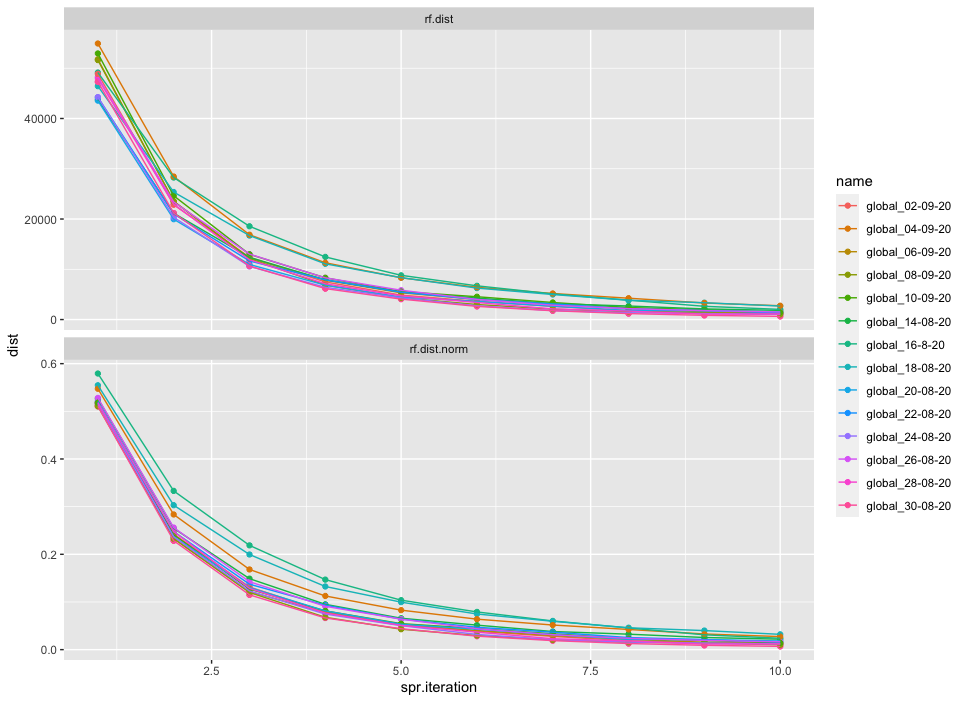 rf.dist
40000
20000
0
dist
rf.dist.norm
0.6
0.4
0.2
0.0
2.5
5.0
7.5
10.0
spr.iteration
name
global_02-09-20
global_04-09-20
global_06-09-20
global_08-09-20
global_10-09-20
global_14-08-20
global_16-8-20
global_18-08-20
global_20-08-20
global_22-08-20
global_24-08-20
global_26-08-20
global_28-08-20
global_30-08-20